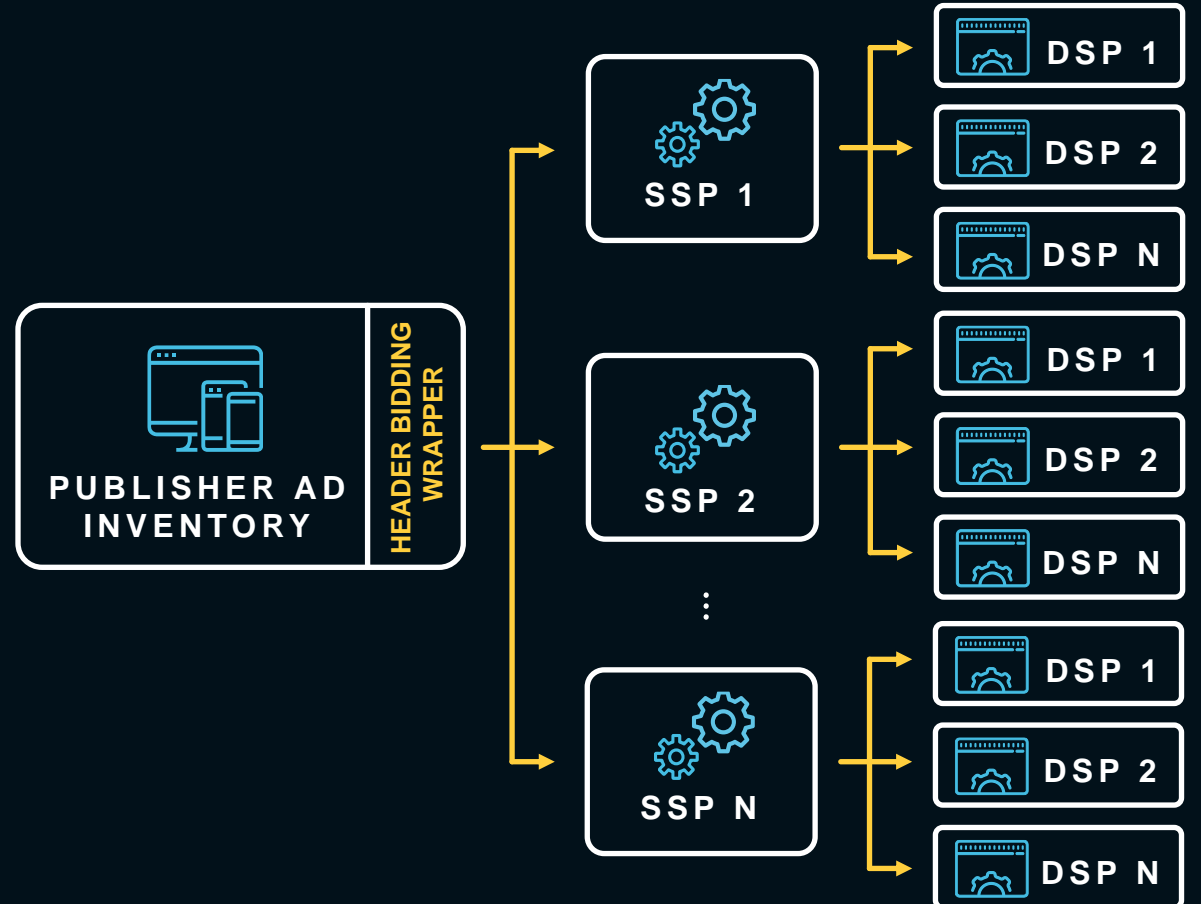 PUBLISHER AD
INVENTORY
HEADER BIDDING
WRAPPER
SSP 1
DSP 1
DSP 2
DSP N
SSP 2
DSP 1
DSP 2
DSP N
SSP N
DSP 1
DSP 2
DSP N